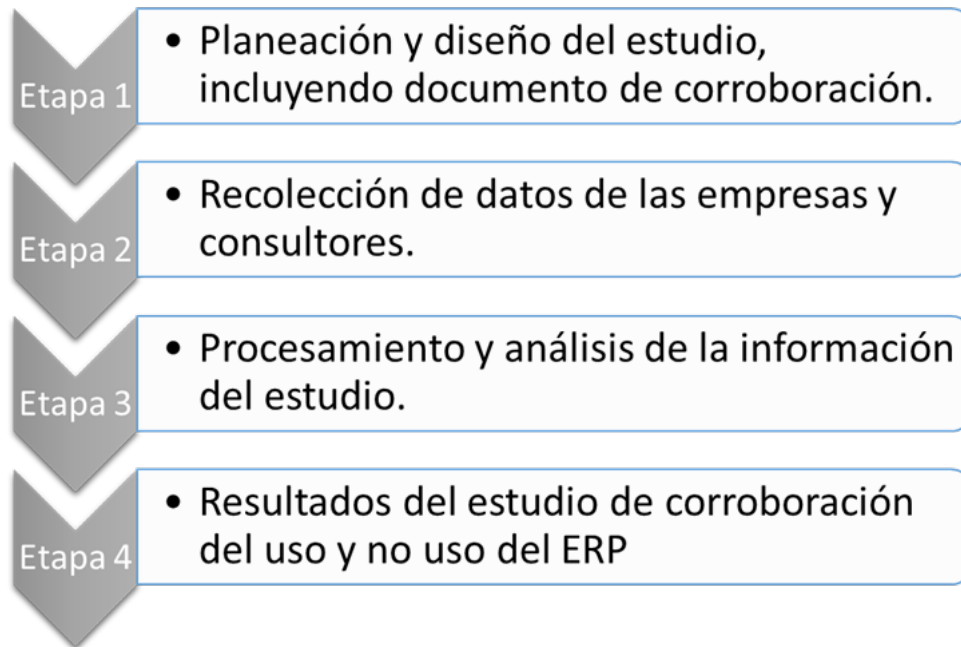 Etapa 1
• Planeación y diseño del estudio,
incluyendo documento de corroboración.
Etapa 2
• Recolección de datos de las empresas y
consultores.
Etapa 3
• Procesamiento y análisis de la información
del estudio.
Etapa 4
• Resultados del estudio de corroboración
del uso y no uso del ERP